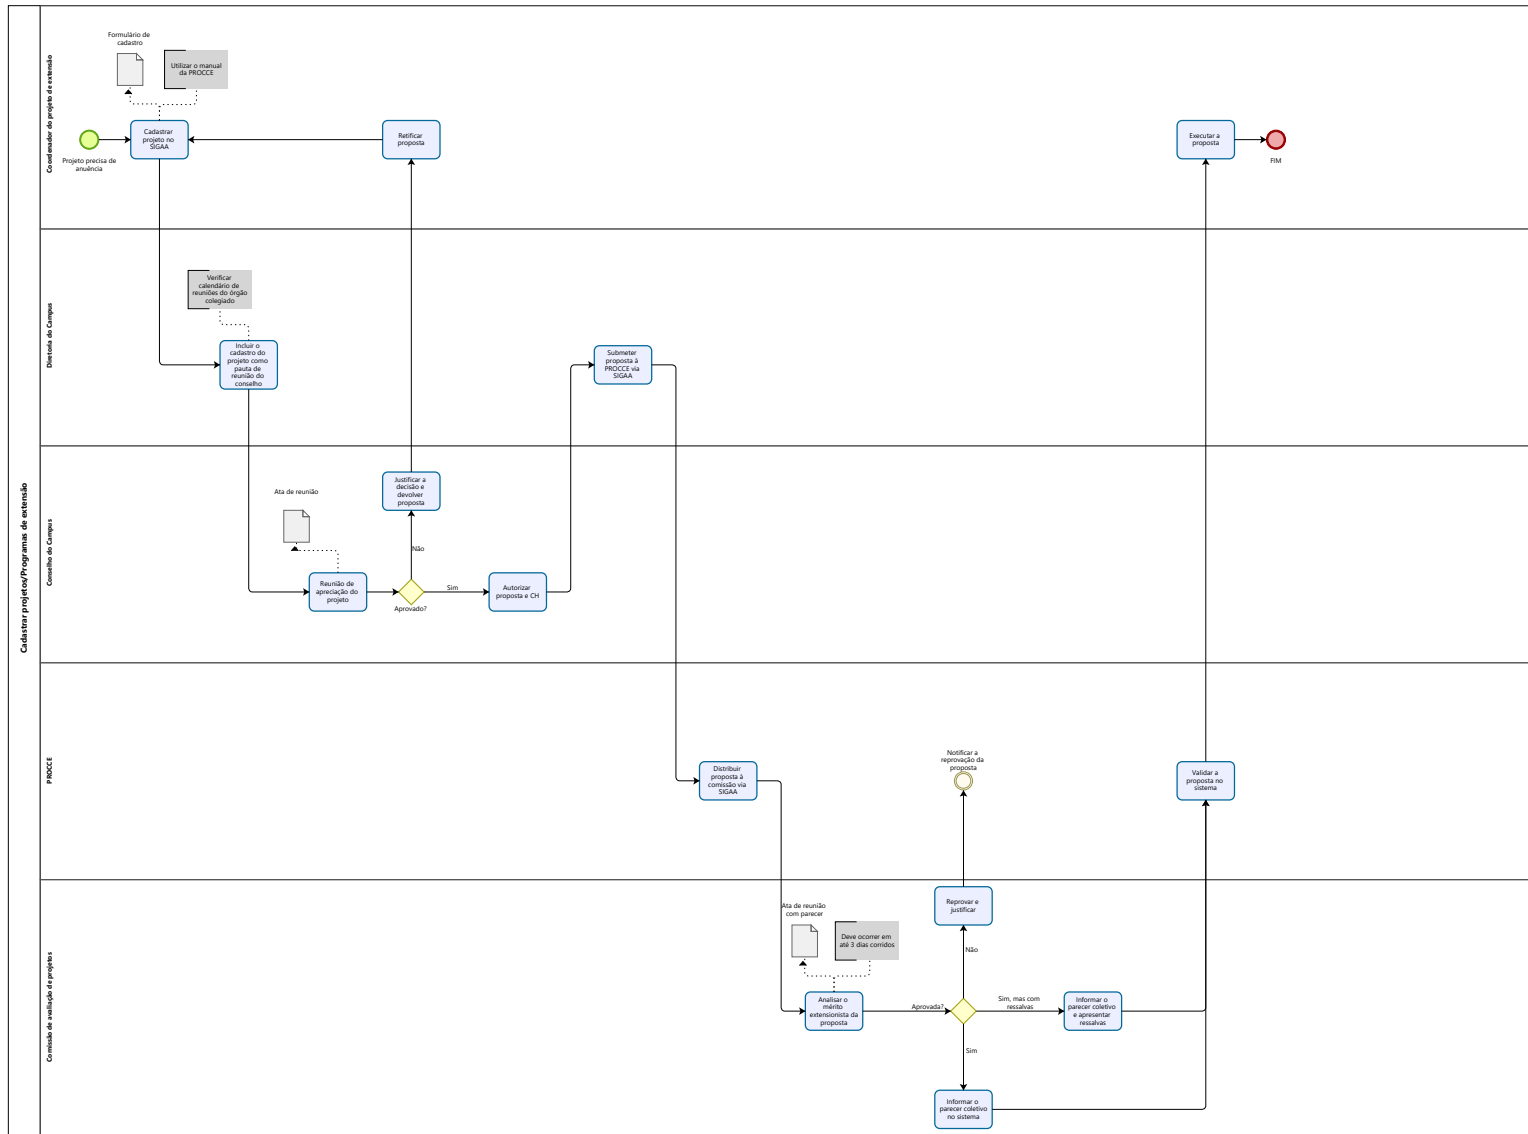 Cadastrar projetos/Programas de extensão
Coordenador do projeto de extensão
Formulário de
cadastro
Utilizar o manual
da PROCCE
Projeto precisa de
anuência
Cadastrar
projeto no
SIGAA
Retificar
proposta
Executar a
proposta
FIM
Diretoria do Campus
Verificar
calendário de
reuniões do órgão
colegiado
Incluir o
cadastro do
projeto como
pauta de
reunião do
conselho
Submeter
proposta à
PROCCE via
SIGAA
Conselho do Campus
Ata de reunião
Justificar a
decisão e
devolver
proposta
Não
Reunião de
apreciação do
projeto
Aprovado?
Sim
Autorizar
proposta e CH
PROCCE
Distribuir
proposta à
comissão via
SIGAA
Notificar a
reprovação da
proposta
Validar a
proposta no
sistema
Comissão de avaliação de projetos
Ata de reunião
com parecer
Deve ocorrer em
até 3 dias corridos
Reprovar e
justificar
Não
Analisar o
mérito
extensionista da
proposta
Aprovada?
Sim, mas com
ressalvas
Informar o
parecer coletivo
e apresentar
ressalvas
Sim
Informar o
parecer coletivo
no sistema